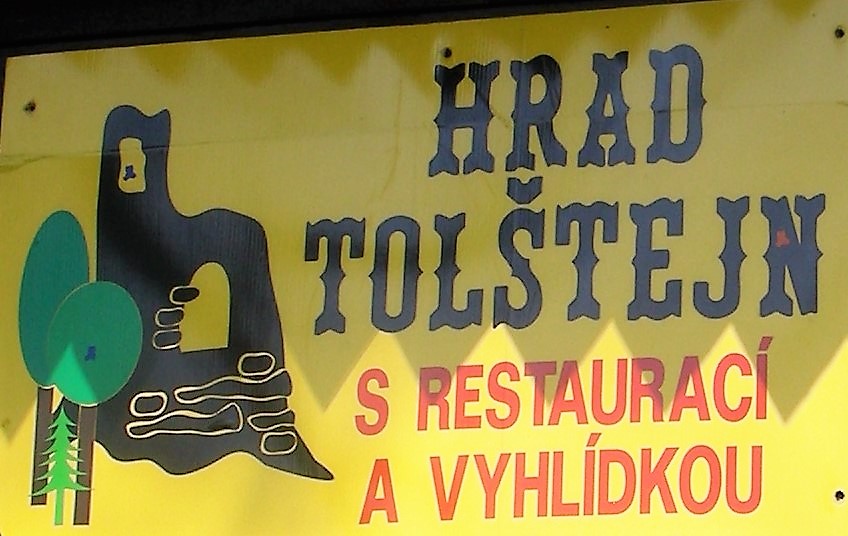 HRAD
TOLŠTEJN
S RESTAURACÍ
A VYHLÍDKOU